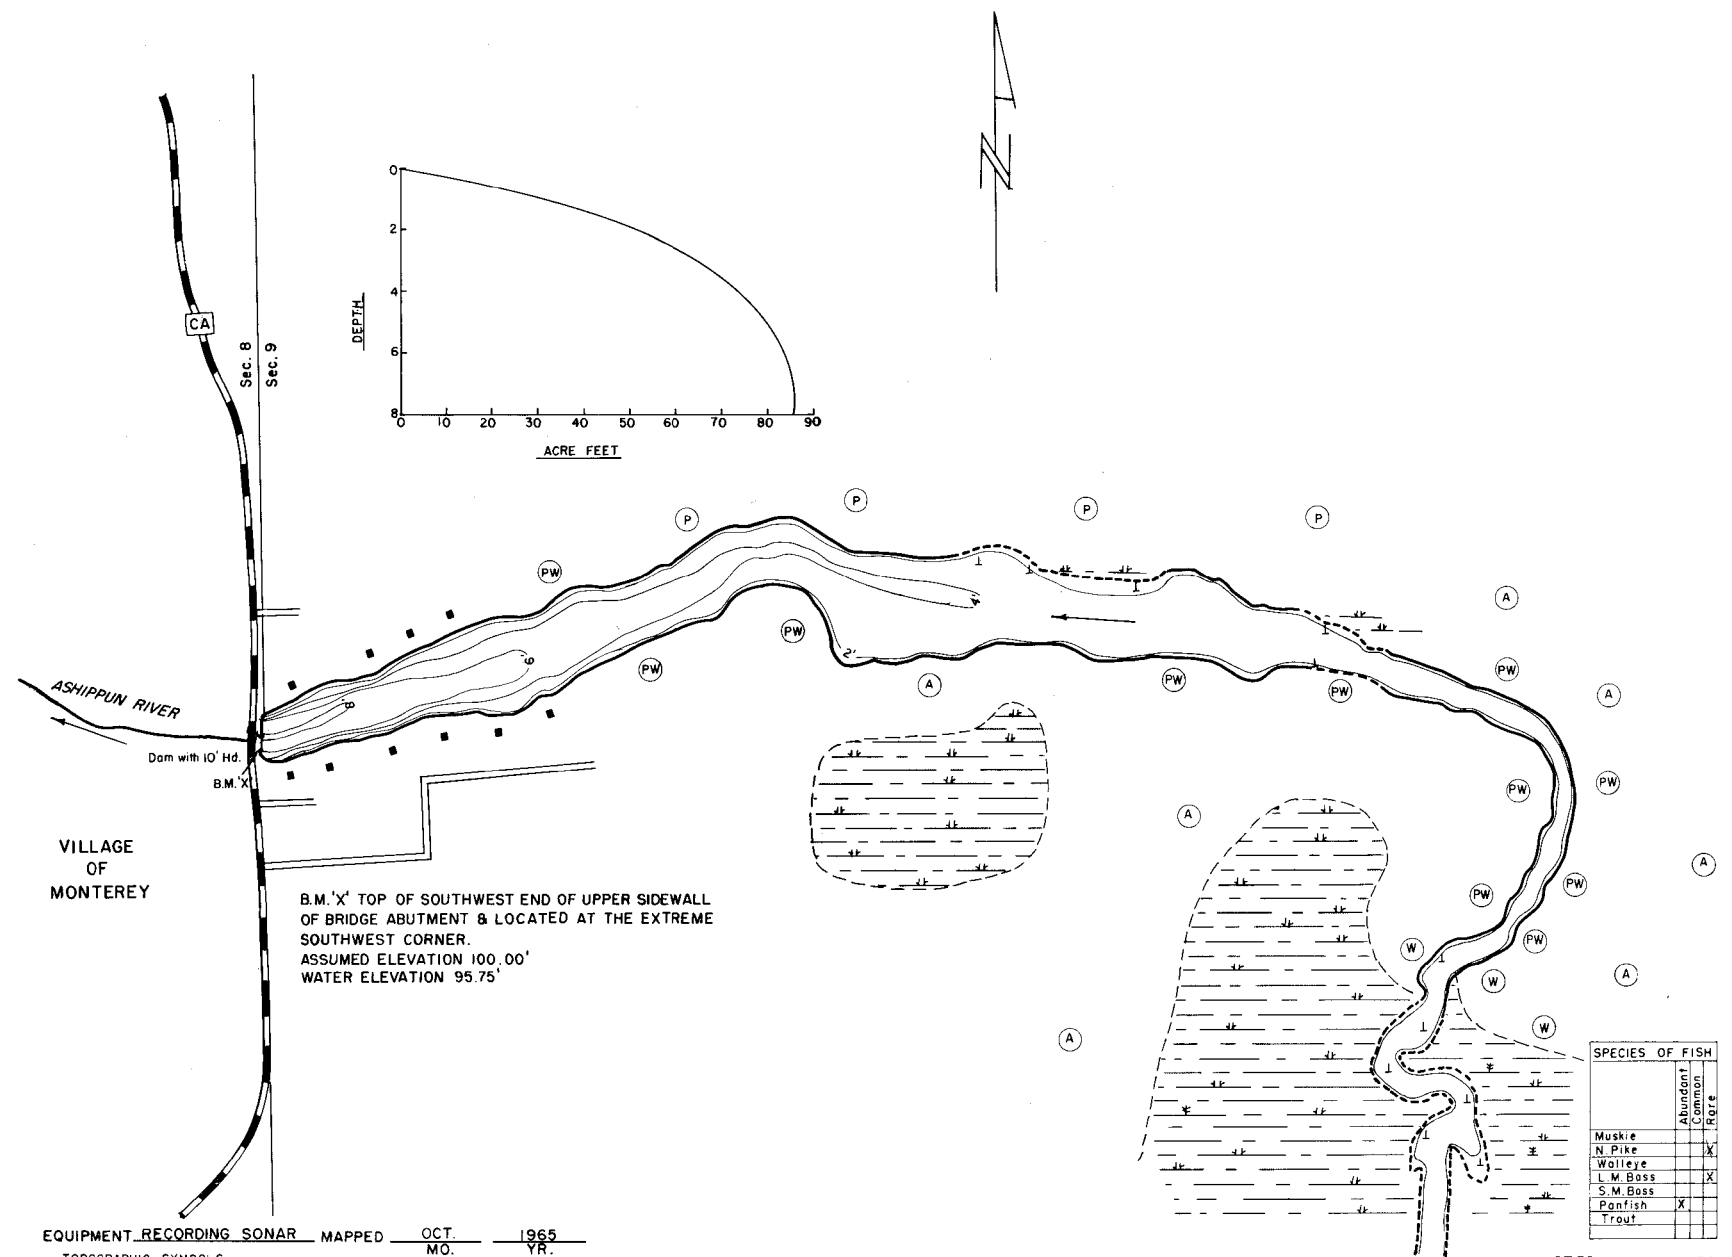 N
0
2
4
6
8
DEPTH
0 10 20 30 40 50 60 70 80 90
ACRE FEET
CA
Sec. 8
Sec. 9
P
P
P
P
PW
A
PW
PW
PW
A
PW
PW
A
PW
PW
A
A
PW
PW
W
PW
W
A
W
A
4'
2'
6'
8'
ASHIPPUN RIVER
Dam with 10' Hd.
B.M.'X'
VILLAGE
OF
MONTEREY
B.M.'X' TOP OF SOUTHWEST END OF UPPER SIDEWALL
OF BRIDGE ABUTMENT & LOCATED AT THE EXTREME
SOUTHWEST CORNER.
ASSUMED ELEVATION 100.00'
WATER ELEVATION 95.75'
SPECIES OF FISH
Abundant
Common
Rare
Muskie
N. Pike X
Walleye
L.M. Bass X
S.M. Bass
Panfish X
Trout
EQUIPMENT RECORDING SONAR MAPPED OCT. 1965
MO. YR.
TOPOGRAPHIC SYMBOLS